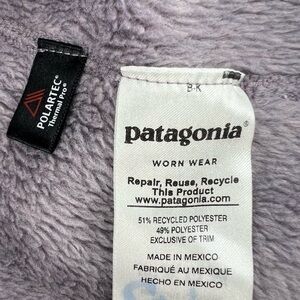 POLARTEC®
Thermal Pro®
B-K
patagonia®
WORN WEAR
Repair, Reuse, Recycle
This Product
www.patagonia.com
51% RECYCLED POLYESTER
49% POLYESTER
EXCLUSIVE OF TRIM
MADE IN MEXICO
FABRIQUÉ AU MEXIQUE
HECHO EN MEXICO